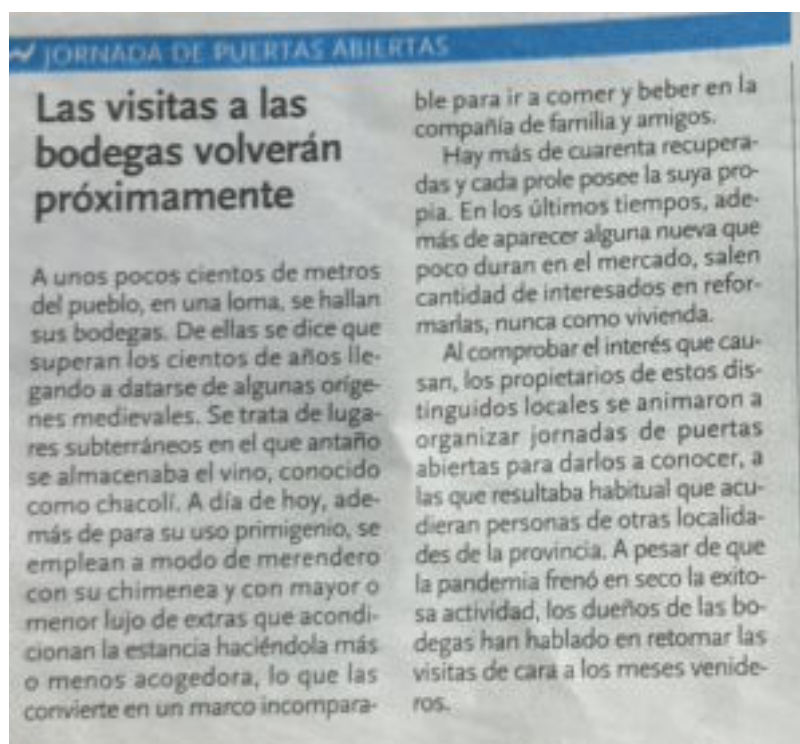 JORNADA DE PUERTAS ABIERTAS
Las visitas a las
bodegas volverán
próximamente
A unos pocos cientos de metros
del pueblo, en una loma, se hallan
sus bodegas. De ellas se dice que
superan los cientos de años lle-
gando a datarse de algunas oríge-
nes medievales. Se trata de luga-
res subterráneos en el que antaño
se almacenaba el vino, conocido
como chacolí. A día de hoy, ade-
más de para su uso primigenio, se
emplean a modo de merendero
con su chimenea y con mayor o
menor lujo de extras que acondi-
cionan la estancia haciéndola más
o menos acogedora, lo que las
convierte en un marco incompara-
ble para ir a comer y beber en la
compañía de familia y amigos.
Hay más de cuarenta recupera-
das y cada prole posee la suya pro-
pia. En los últimos tiempos, ade-
más de aparecer alguna nueva que
poco duran en el mercado, salen
cantidad de interesados en refor-
marlas, nunca como vivienda.
Al comprobar el interés que cau-
san, los propietarios de estos dis-
tinguidos locales se animaron a
organizar jornadas de puertas
abiertas para darlos a conocer, a
las que resultaba habitual que acu-
dieran personas de otras localida-
des de la provincia. A pesar de que
la pandemia frenó en seco la exito-
sa actividad, los dueños de las bo-
degas han hablado en retomar las
visitas de cara a los meses venide-
ros.